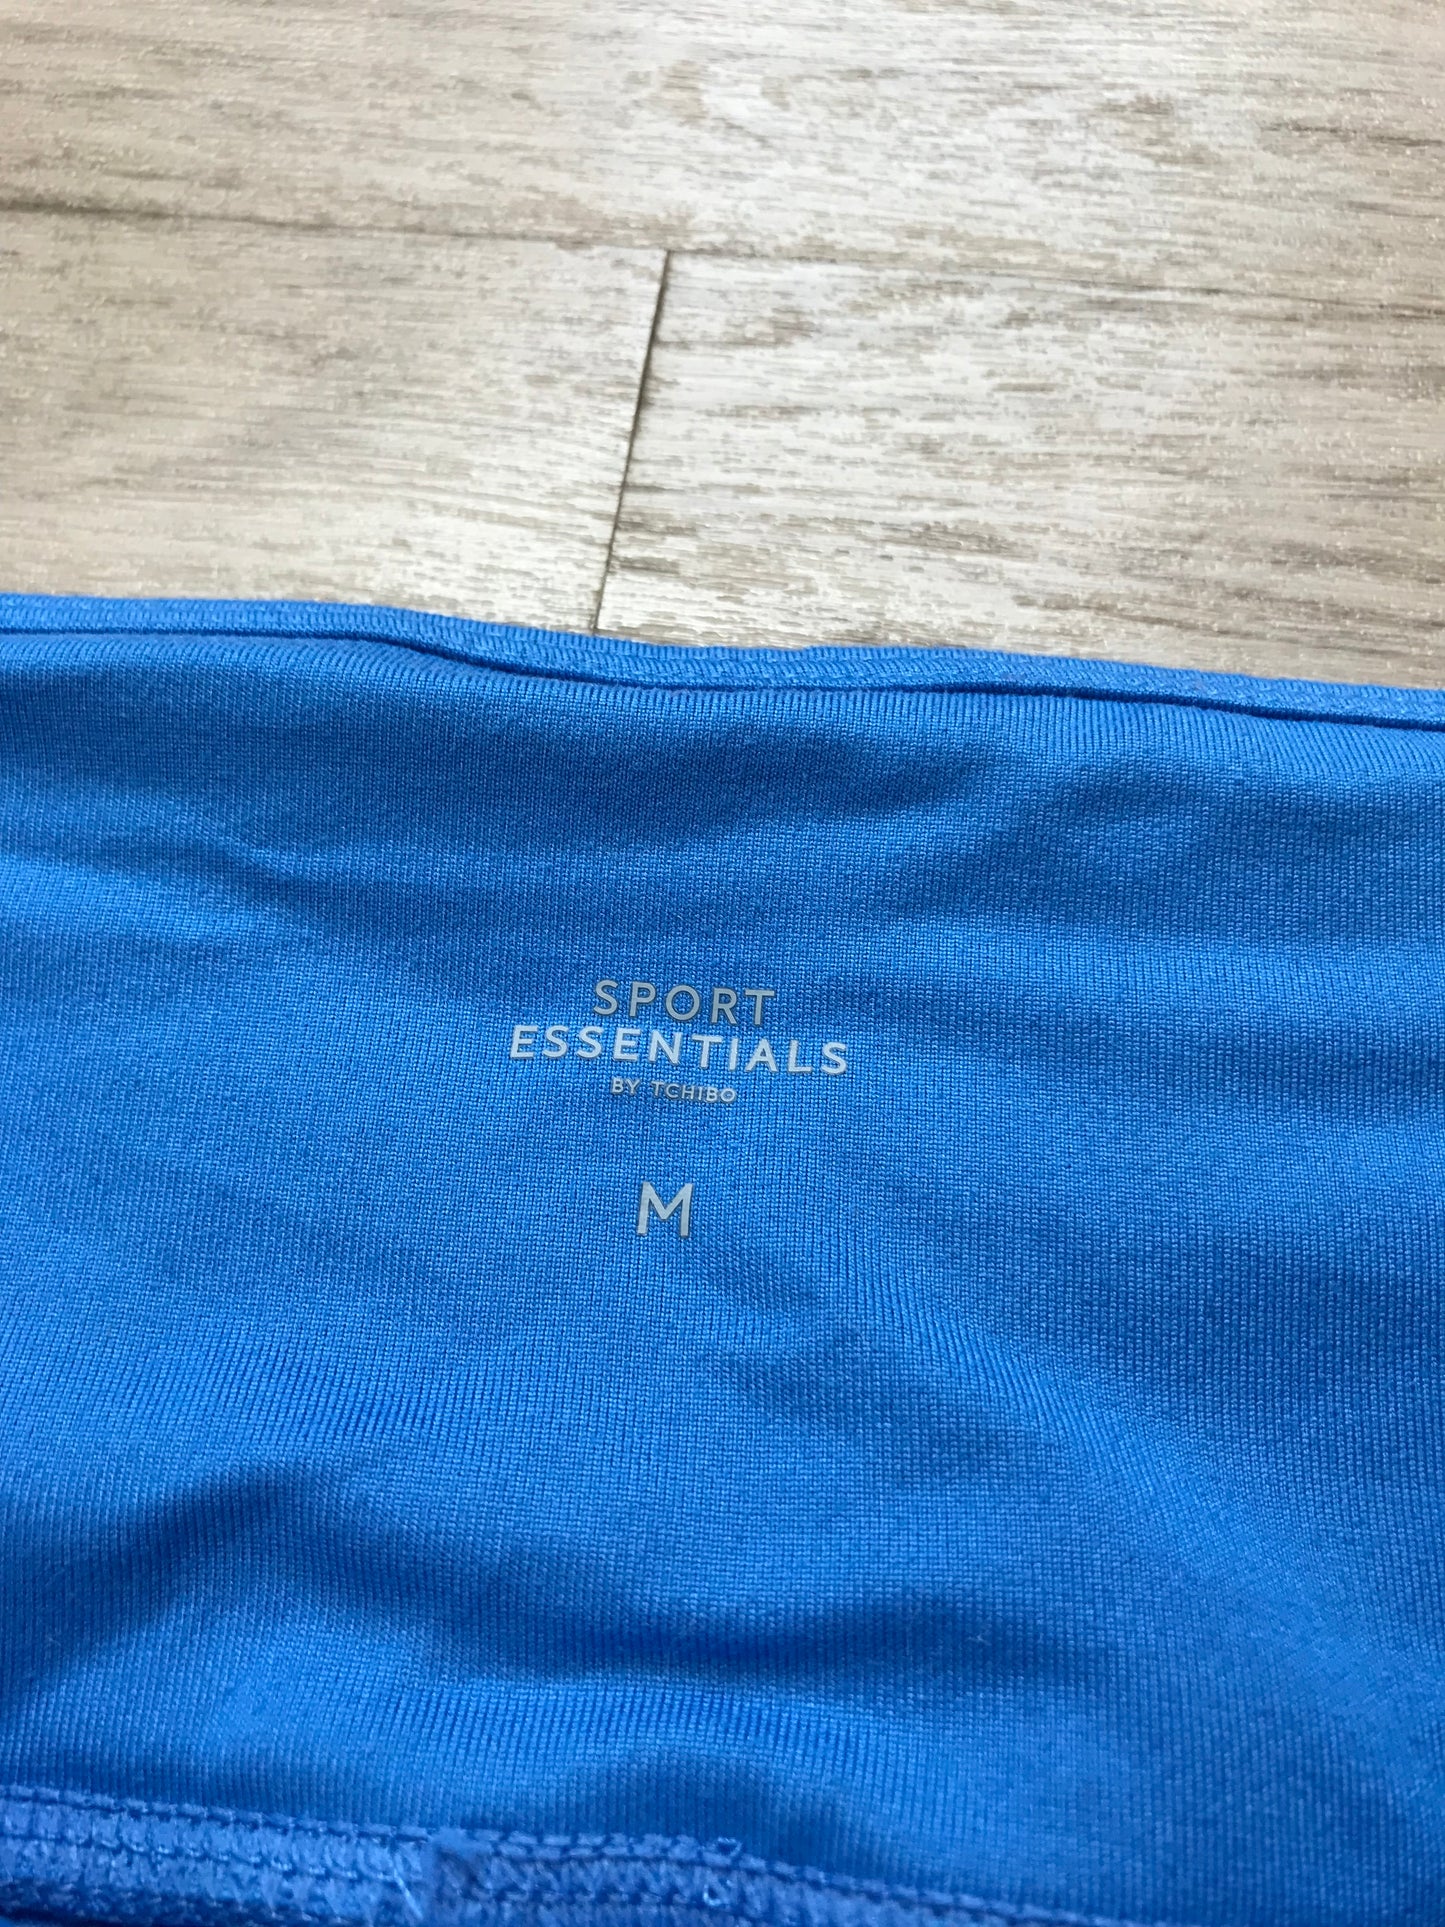 SPORT
ESSENTIALS
BY TCHIBO
M